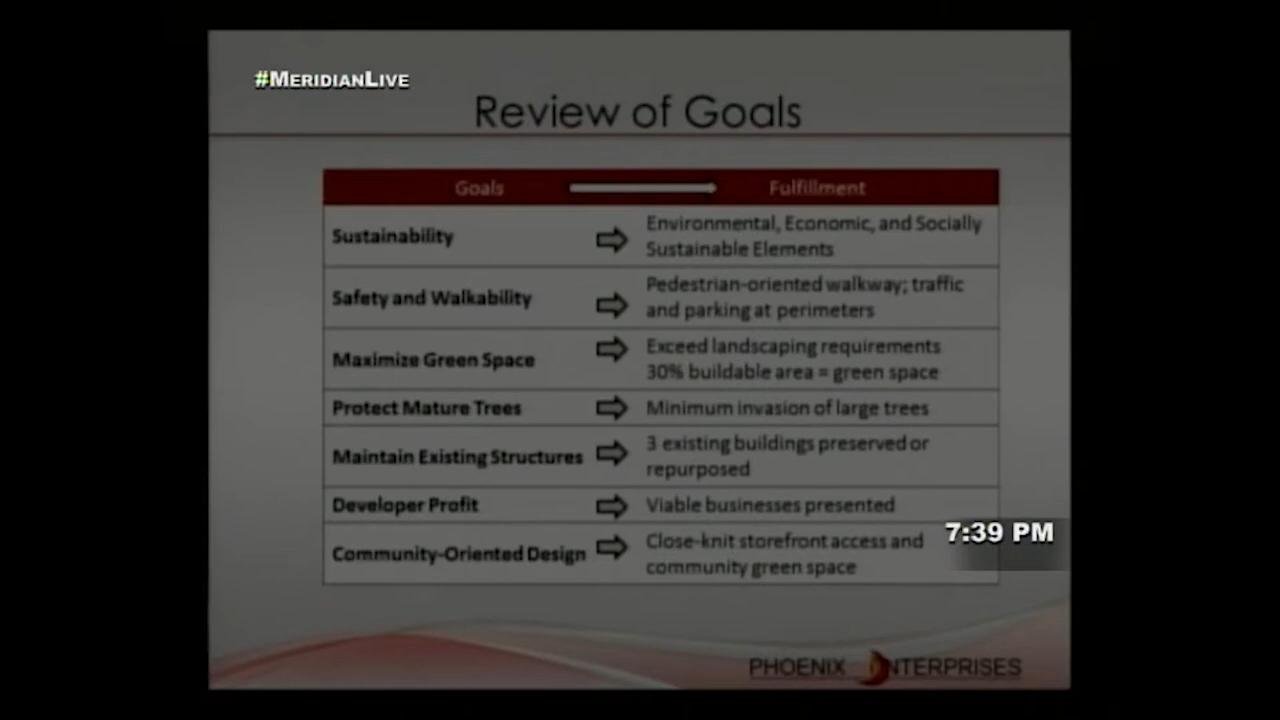 #MERIDIANLIVE
Review of Goals
Goals
Fulfillment
Sustainability
Environmental, Economic, and Socially
Sustainable Elements
Safety and Walkability
Pedestrian-oriented walkway; traffic
and parking at perimeters
Maximize Green Space
Exceed landscaping requirements
30% buildable area = green space
Protect Mature Trees
Minimum invasion of large trees
Maintain Existing Structures
3 existing buildings preserved or
repurposed
Developer Profit
Viable businesses presented
7:39 PM
Community-Oriented Design
Close-knit storefront access and
community green space
PHOENIX ENTERPRISES